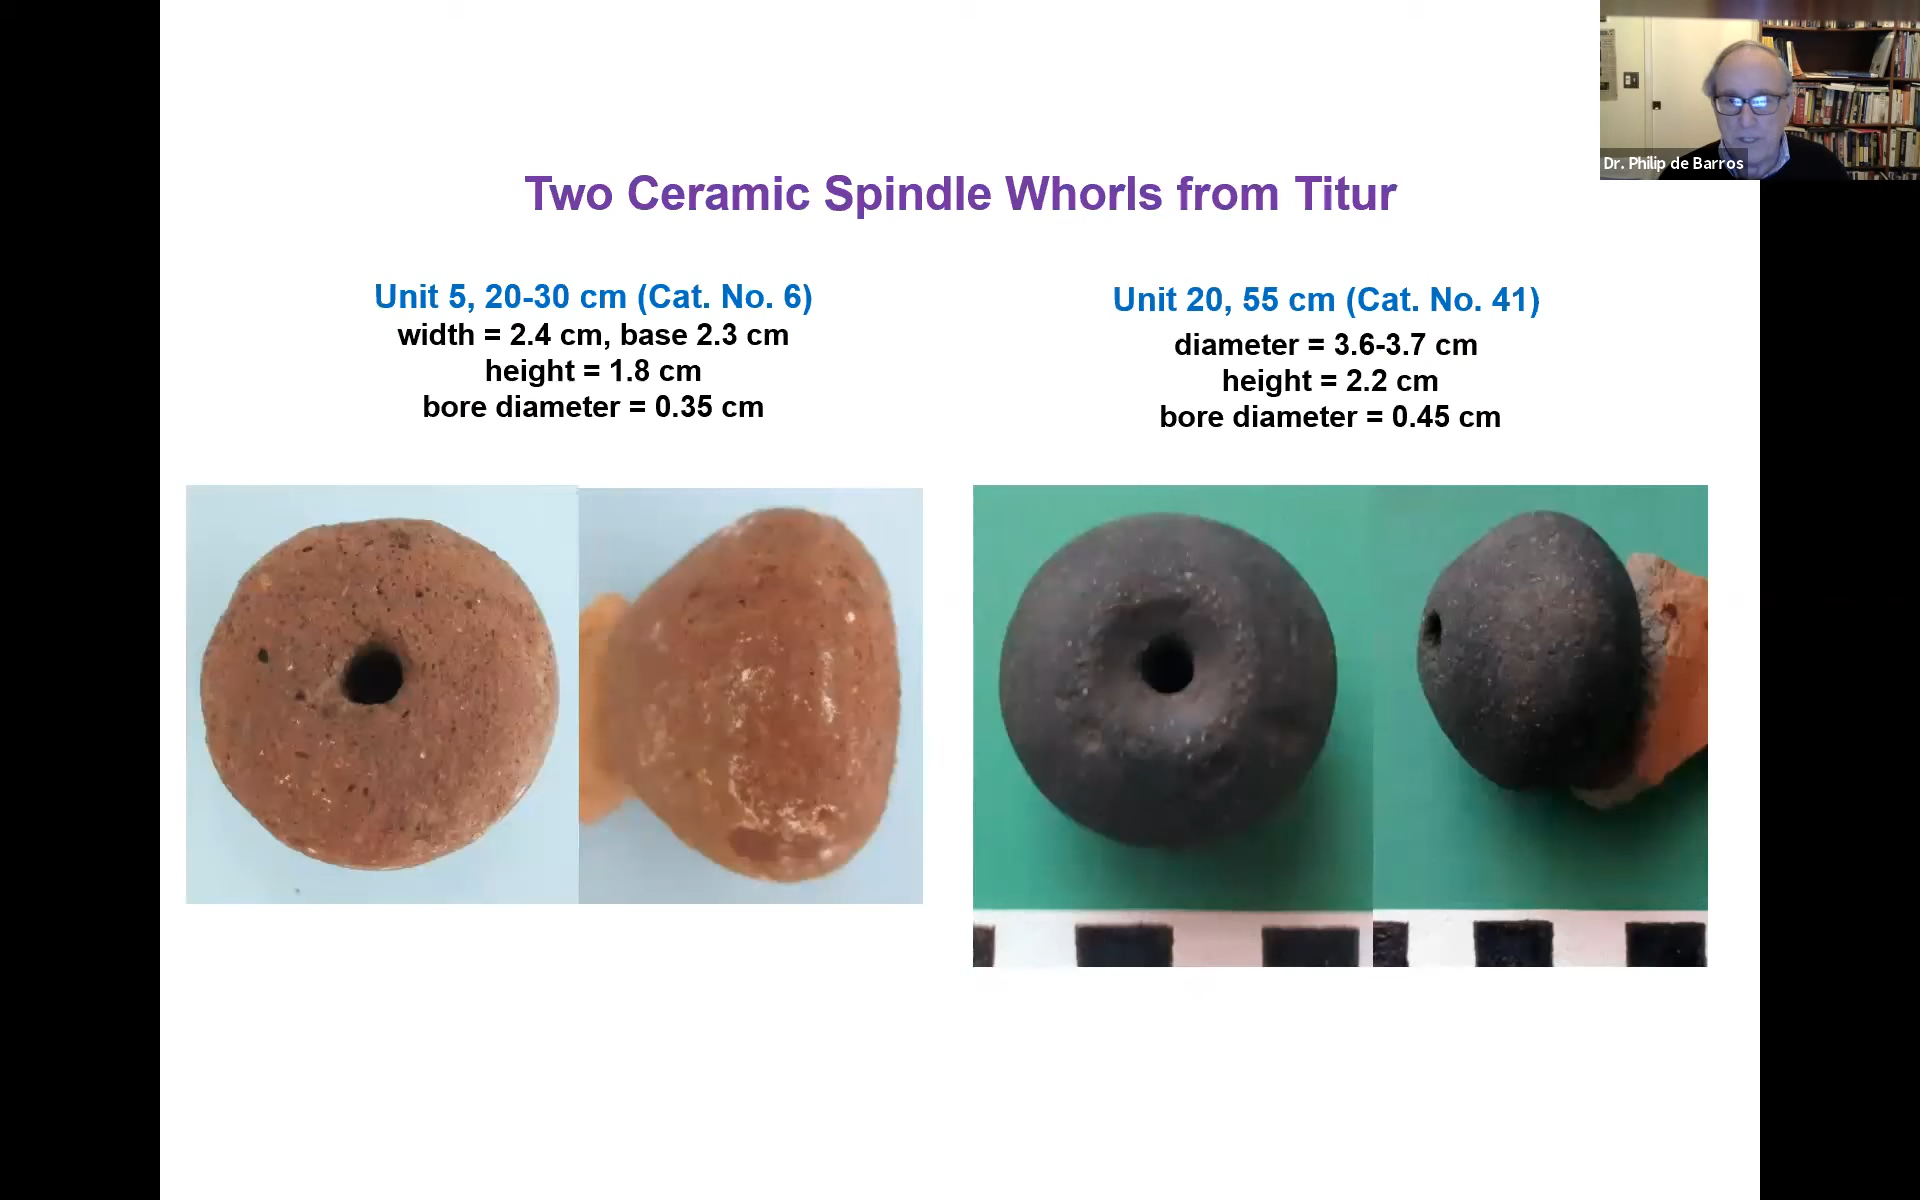 Two Ceramic Spindle Whorls from Titur
Unit 5, 20-30 cm (Cat. No. 6)
width = 2.4 cm, base 2.3 cm
height = 1.8 cm
bore diameter = 0.35 cm
Unit 20, 55 cm (Cat. No. 41)
diameter = 3.6-3.7 cm
height = 2.2 cm
bore diameter = 0.45 cm
Dr. Philip de Barros